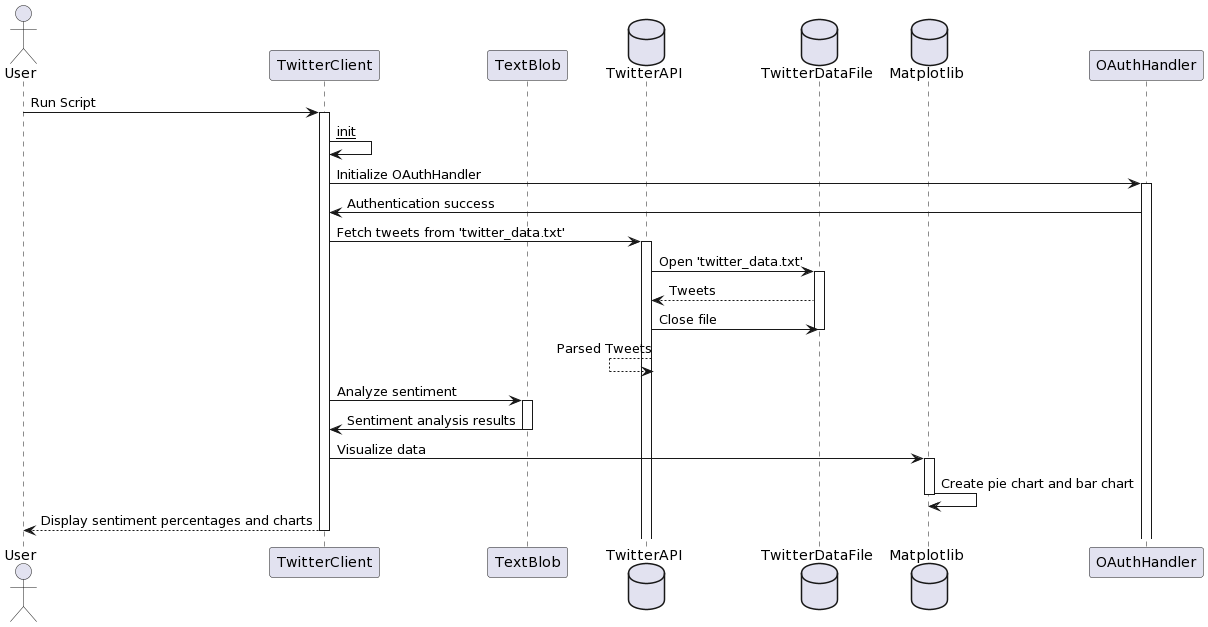 User
TwitterClient
TextBlob
TwitterAPI
TwitterDataFile
Matplotlib
OAuthHandler
Run Script
init
Initialize OAuthHandler
Authentication success
Fetch tweets from 'twitter_data.txt'
Open 'twitter_data.txt'
Tweets
Close file
Parsed Tweets
Analyze sentiment
Sentiment analysis results
Visualize data
Create pie chart and bar chart
Display sentiment percentages and charts
User
TwitterClient
TextBlob
TwitterAPI
TwitterDataFile
Matplotlib
OAuthHandler